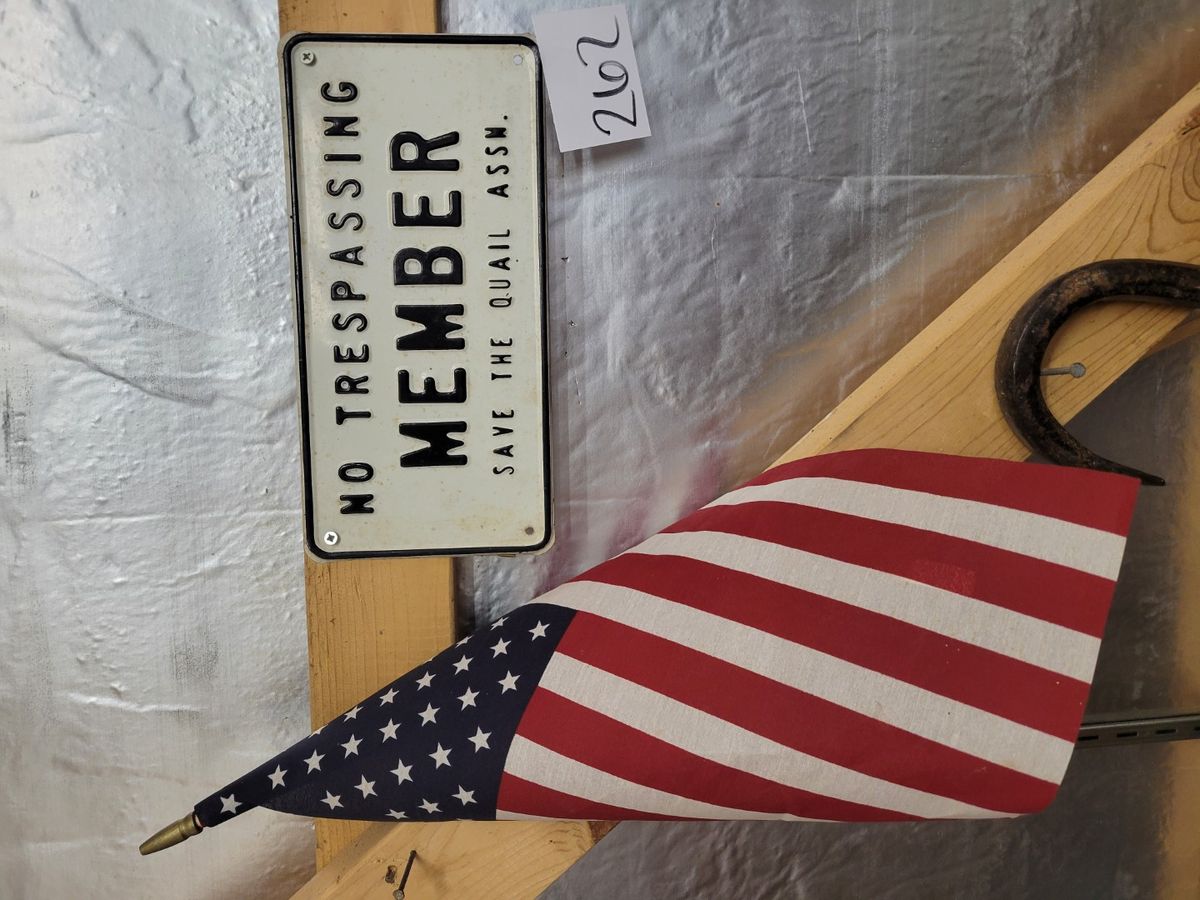 NO TRESPASSING
MEMBER
SAVE THE QUAIL ASSN.
262